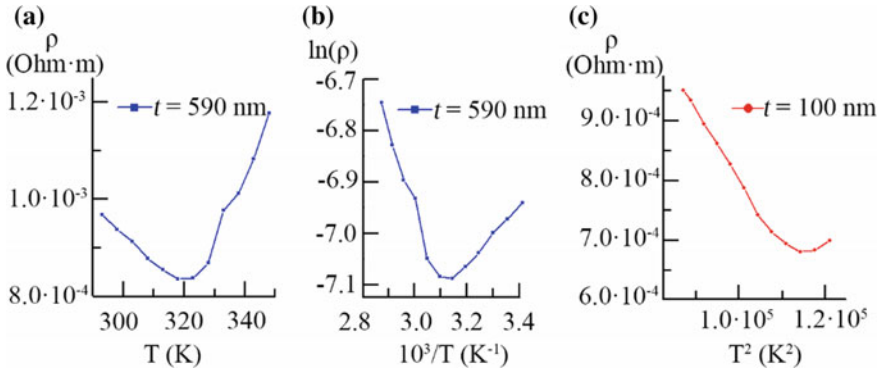 (a)
ρ
(Ohm·m)
1.2·10⁻³
1.0·10⁻³
8.0·10⁻⁴
t = 590 nm
300
320
340
T (K)
(b)
ln(ρ)
-6.7
-6.8
-6.9
-7.0
-7.1
t = 590 nm
2.8
3.0
3.2
3.4
10³/T (K⁻¹)
(c)
ρ
(Ohm·m)
9.0·10⁻⁴
8.0·10⁻⁴
7.0·10⁻⁴
6.0·10⁻⁴
t = 100 nm
1.0·10⁵
1.2·10⁵
T² (K²)